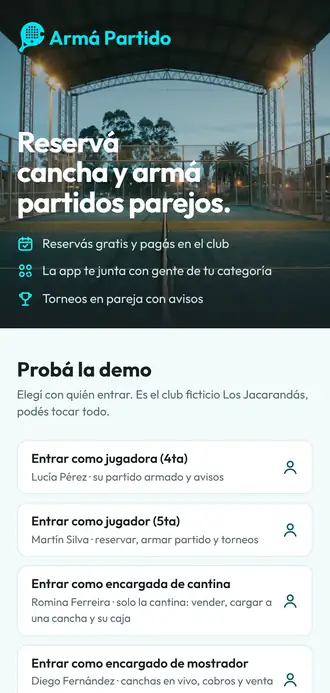 Armá Partido
Reservá
cancha y armá
partidos parejos.
Reservás gratis y pagás en el club
La app te junta con gente de tu categoría
Torneos en pareja con avisos
Probá la demo
Elegí con quién entrar. Es el club ficticio Los Jacarandás,
podés tocar todo.
Entrar como jugadora (4ta)
Lucía Pérez · su partido armado y avisos
Entrar como jugador (5ta)
Martín Silva · reservar, armar partido y torneos
Entrar como encargada de cantina
Romina Ferreira · solo la cantina: vender, cargar a
una cancha y su caja
Entrar como encargado de mostrador
Diego Fernández · canchas en vivo, cobros y venta